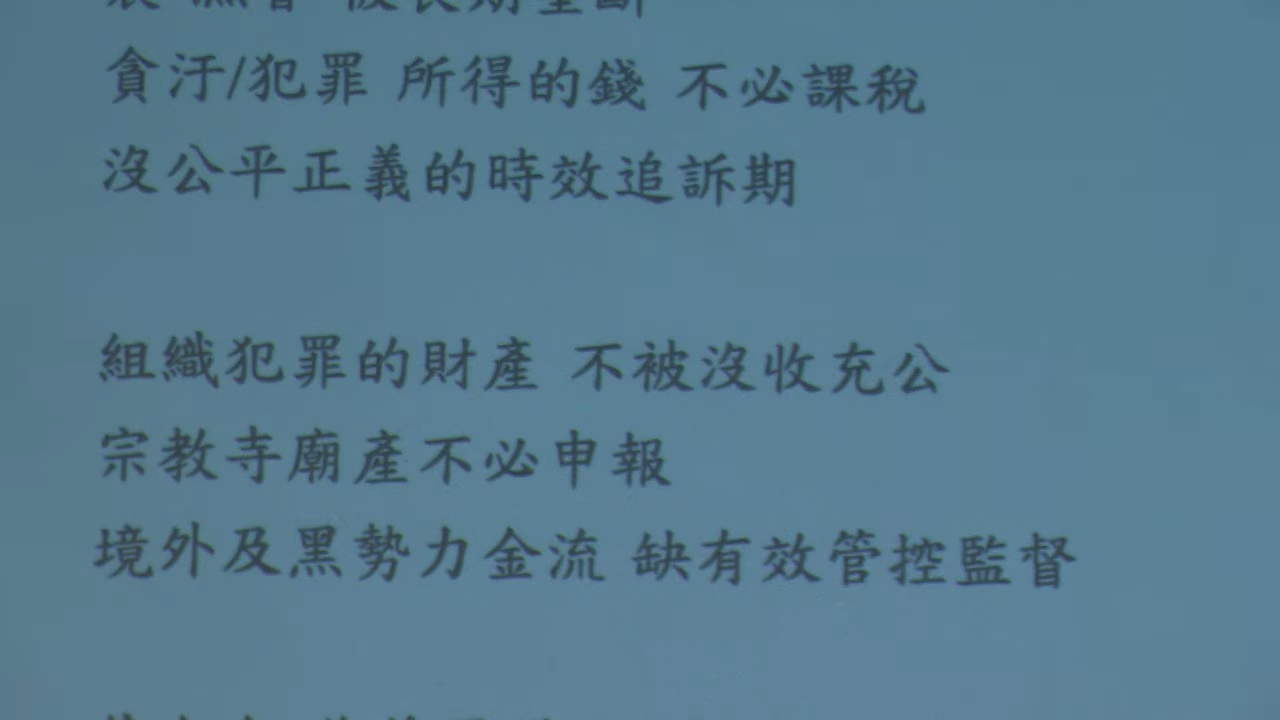 貪汙/犯罪 所得的錢 不必課稅
沒公平正義的時效追訴期
組織犯罪的財產 不被沒收充公
宗教寺廟產不必申報
境外及黑勢力金流 缺有效管控監督